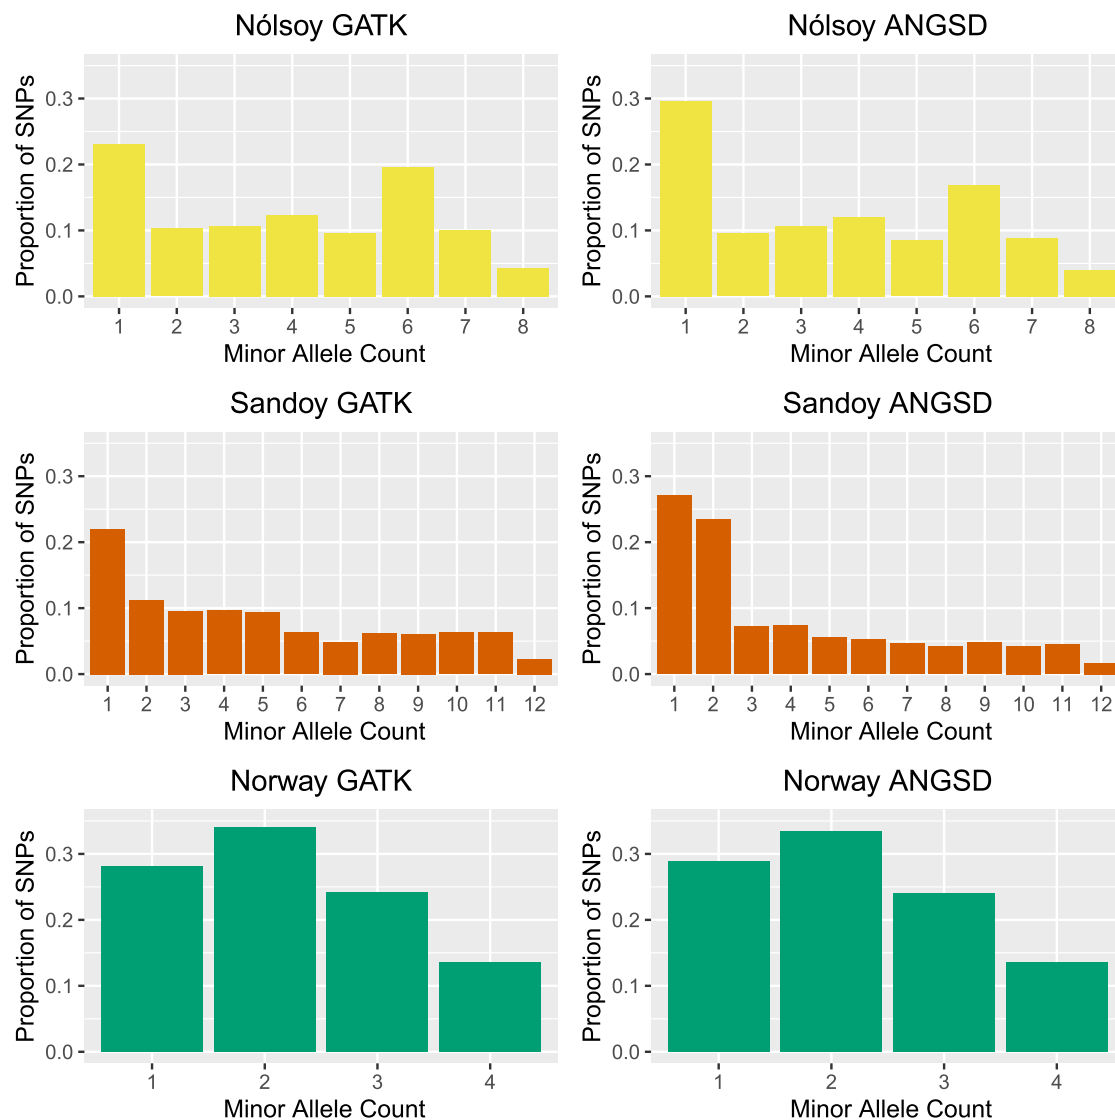 Nólsoy GATK
Proportion of SNPs
0.3
0.2
0.1
0.0
1 2 3 4 5 6 7 8
Minor Allele Count
Nólsoy ANGSD
Proportion of SNPs
0.3
0.2
0.1
0.0
1 2 3 4 5 6 7 8
Minor Allele Count
Sandoy GATK
Proportion of SNPs
0.3
0.2
0.1
0.0
1 2 3 4 5 6 7 8 9 10 11 12
Minor Allele Count
Sandoy ANGSD
Proportion of SNPs
0.3
0.2
0.1
0.0
1 2 3 4 5 6 7 8 9 10 11 12
Minor Allele Count
Norway GATK
Proportion of SNPs
0.3
0.2
0.1
0.0
1 2 3 4
Minor Allele Count
Norway ANGSD
Proportion of SNPs
0.3
0.2
0.1
0.0
1 2 3 4
Minor Allele Count